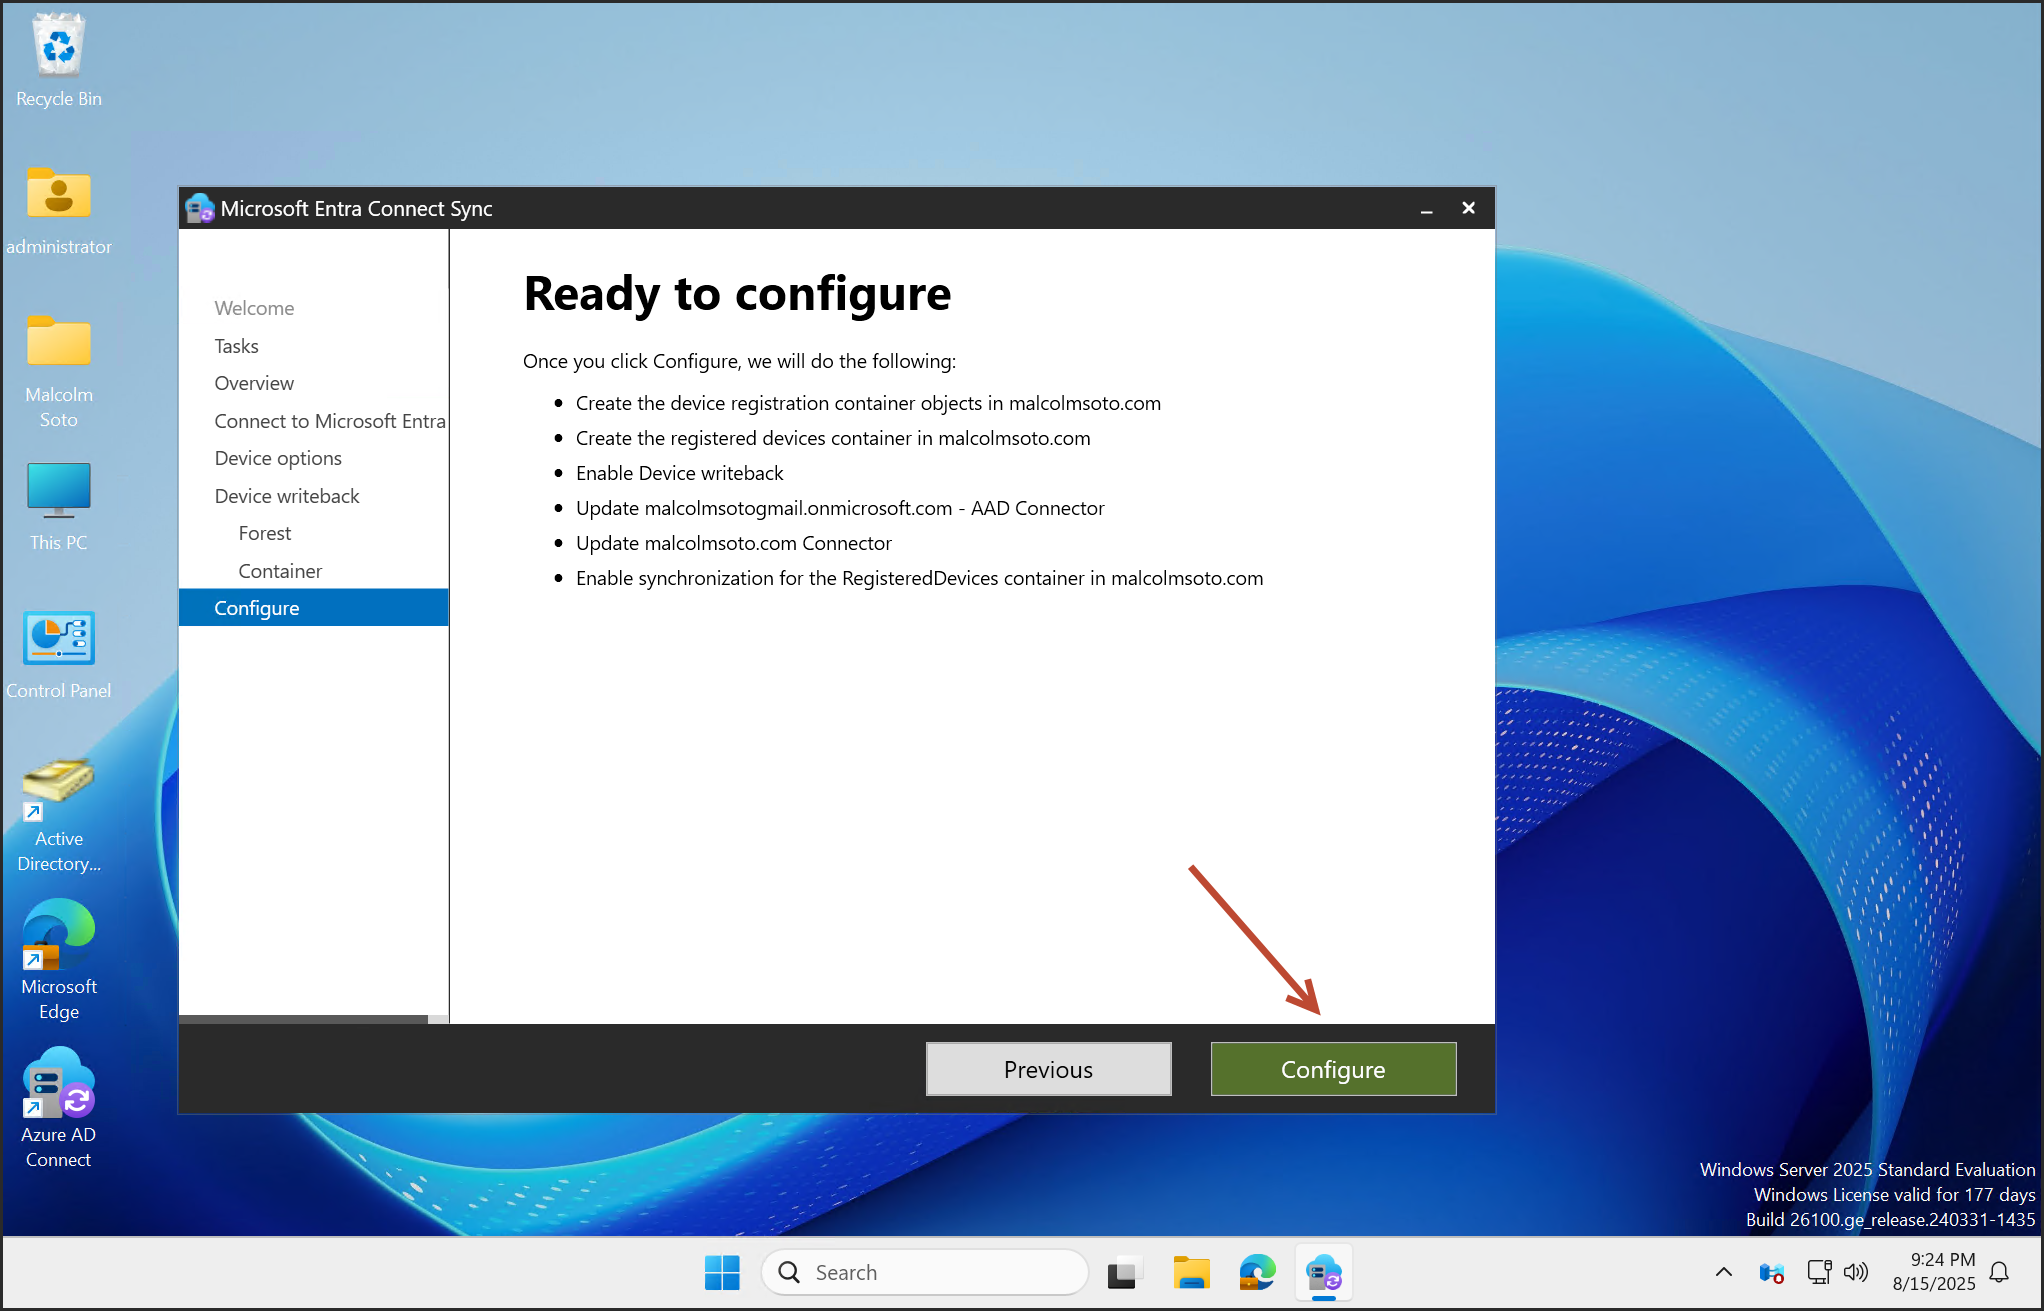 Recycle Bin
administrator
Malcolm
Soto
This PC
Control Panel
Active
Directory...
Microsoft
Edge
Azure AD
Connect
Microsoft Entra Connect Sync
Welcome
Tasks
Overview
Connect to Microsoft Entra
Device options
Device writeback
Forest
Container
Configure
Ready to configure
Once you click Configure, we will do the following:
• Create the device registration container objects in malcolmsoto.com
• Create the registered devices container in malcolmsoto.com
• Enable Device writeback
• Update malcolmsotogmail.onmicrosoft.com - AAD Connector
• Update malcolmsoto.com Connector
• Enable synchronization for the RegisteredDevices container in malcolmsoto.com
Previous
Configure
Windows Server 2025 Standard Evaluation
Windows License valid for 177 days
Build 26100.ge_release.240331-1435
Search
9:24 PM
8/15/2025